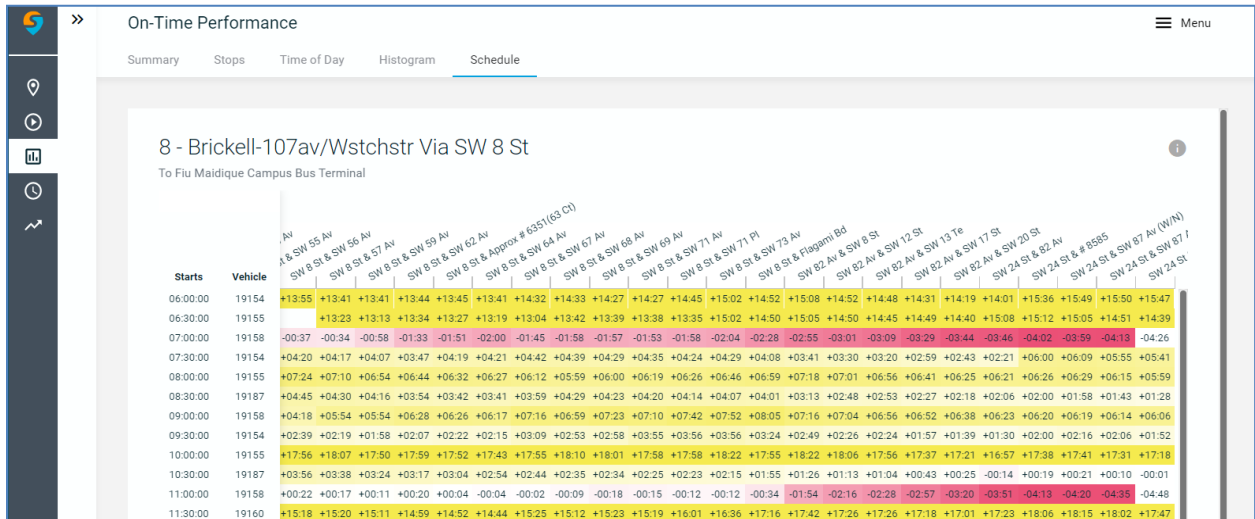 On-Time Performance
Menu
Summary Stops Time of Day Histogram Schedule
8 - Brickell-107av/Wstchstr Via SW 8 St
To Fiu Maidique Campus Bus Terminal
Av
St & SW 55 Av
SW 8 St & SW 56 Av
SW 8 St & 57 Av
SW 8 St & SW 59 Av
SW 8 St & SW 62 Av
SW 8 St & Approx # 6351(63 Ct)
SW 8 St & SW 64 Av
SW 8 St & SW 67 Av
SW 8 St & SW 68 Av
SW 8 St & SW 69 Av
SW 8 St & SW 71 Av
SW 8 St & SW 71 Pl
SW 8 St & SW 73 Av
SW 8 St & Flagami Bd
SW 82 Av & SW 8 St
SW 82 Av & SW 12 St
SW 82 Av & SW 13 Te
SW 82 Av & SW 17 St
SW 82 Av & SW 20 St
SW 24 St & 82 Av
SW 24 St & # 8585
SW 24 St & SW 87 Av (W/N)
SW 24 St & SW 87 A
SW 24 St
Starts Vehicle
06:00:00 19154 +13:55 +13:41 +13:41 +13:44 +13:45 +13:41 +14:32 +14:33 +14:27 +14:27 +14:45 +15:02 +14:52 +15:08 +14:52 +14:48 +14:31 +14:19 +14:01 +15:36 +15:49 +15:50 +15:47
06:30:00 19155 +13:23 +13:13 +13:34 +13:27 +13:19 +13:04 +13:42 +13:39 +13:38 +13:35 +15:02 +14:50 +15:05 +14:50 +14:45 +14:49 +14:40 +15:08 +15:12 +15:05 +14:51 +14:39
07:00:00 19158 -00:37 -00:34 -00:58 -01:33 -01:51 -02:00 -01:45 -01:58 -01:57 -01:53 -01:58 -02:04 -02:28 -02:55 -03:01 -03:09 -03:29 -03:44 -03:46 -04:02 -03:59 -04:13 -04:26
07:30:00 19154 +04:20 +04:17 +04:07 +03:47 +04:19 +04:21 +04:42 +04:39 +04:29 +04:35 +04:24 +04:29 +04:08 +03:41 +03:30 +03:20 +02:59 +02:43 +02:21 +06:00 +06:09 +05:55 +05:41
08:00:00 19155 +07:24 +07:10 +06:54 +06:44 +06:32 +06:27 +06:12 +05:59 +06:00 +06:19 +06:26 +06:46 +06:59 +07:18 +07:01 +06:56 +06:41 +06:25 +06:21 +06:26 +06:29 +06:15 +05:59
08:30:00 19187 +04:45 +04:30 +04:16 +03:54 +03:42 +03:41 +03:59 +04:29 +04:23 +04:20 +04:14 +04:07 +04:01 +03:13 +02:48 +02:53 +02:27 +02:18 +02:06 +02:00 +01:58 +01:43 +01:28
09:00:00 19158 +04:18 +05:54 +05:54 +06:28 +06:26 +06:17 +07:16 +06:59 +07:23 +07:10 +07:42 +07:52 +08:05 +07:16 +07:04 +06:56 +06:52 +06:38 +06:23 +06:20 +06:19 +06:14 +06:06
09:30:00 19154 +02:39 +02:19 +01:58 +02:07 +02:22 +02:15 +03:09 +02:53 +02:58 +03:55 +03:56 +03:56 +03:24 +02:49 +02:26 +02:24 +01:57 +01:39 +01:30 +02:00 +02:16 +02:06 +01:52
10:00:00 19155 +17:56 +18:07 +17:50 +17:59 +17:52 +17:43 +17:55 +18:10 +18:01 +17:58 +17:58 +18:22 +17:55 +18:22 +18:06 +17:56 +17:37 +17:21 +16:57 +17:38 +17:41 +17:31 +17:18
10:30:00 19187 +03:56 +03:38 +03:24 +03:17 +03:04 +02:54 +02:44 +02:35 +02:34 +02:25 +02:23 +02:15 +01:55 +01:26 +01:13 +01:04 +00:43 +00:25 -00:14 +00:19 +00:21 +00:10 -00:01
11:00:00 19158 +00:22 +00:17 +00:11 +00:20 +00:04 -00:04 -00:02 -00:09 -00:18 -00:15 -00:12 -00:12 -00:34 -01:54 -02:16 -02:28 -02:57 -03:20 -03:51 -04:13 -04:20 -04:35 -04:48
11:30:00 19160 +15:18 +15:20 +15:11 +14:59 +14:52 +14:44 +15:25 +15:12 +15:23 +15:19 +16:01 +16:36 +17:16 +17:42 +17:26 +17:26 +17:18 +17:01 +17:23 +18:06 +18:15 +18:02 +17:47